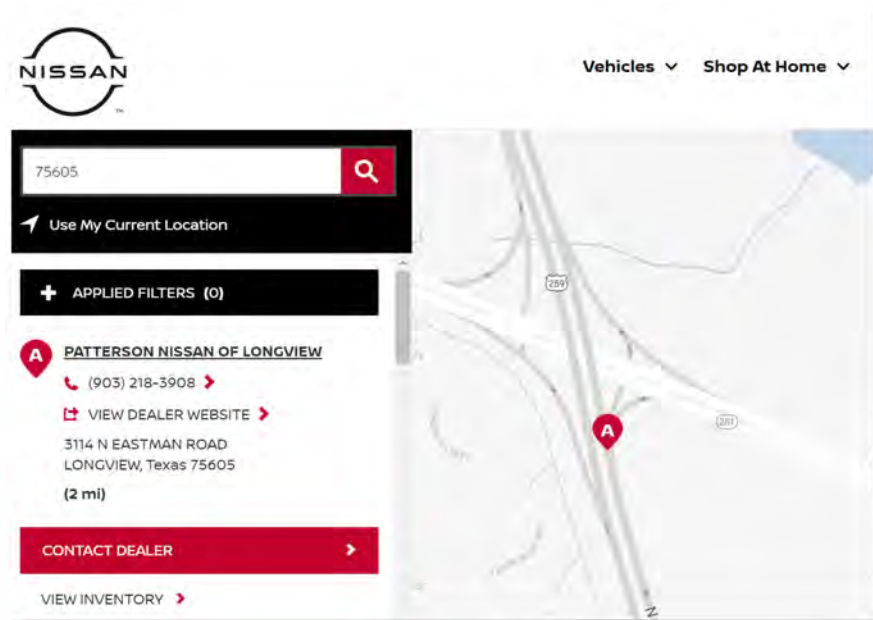 NISSAN
TM
Vehicles
Shop At Home
75605
Use My Current Location
+ APPLIED FILTERS (0)
A
PATTERSON NISSAN OF LONGVIEW
(903) 218-3908
VIEW DEALER WEBSITE
3114 N EASTMAN ROAD
LONGVIEW, Texas 75605
(2 mi)
CONTACT DEALER
VIEW INVENTORY
259
A
N